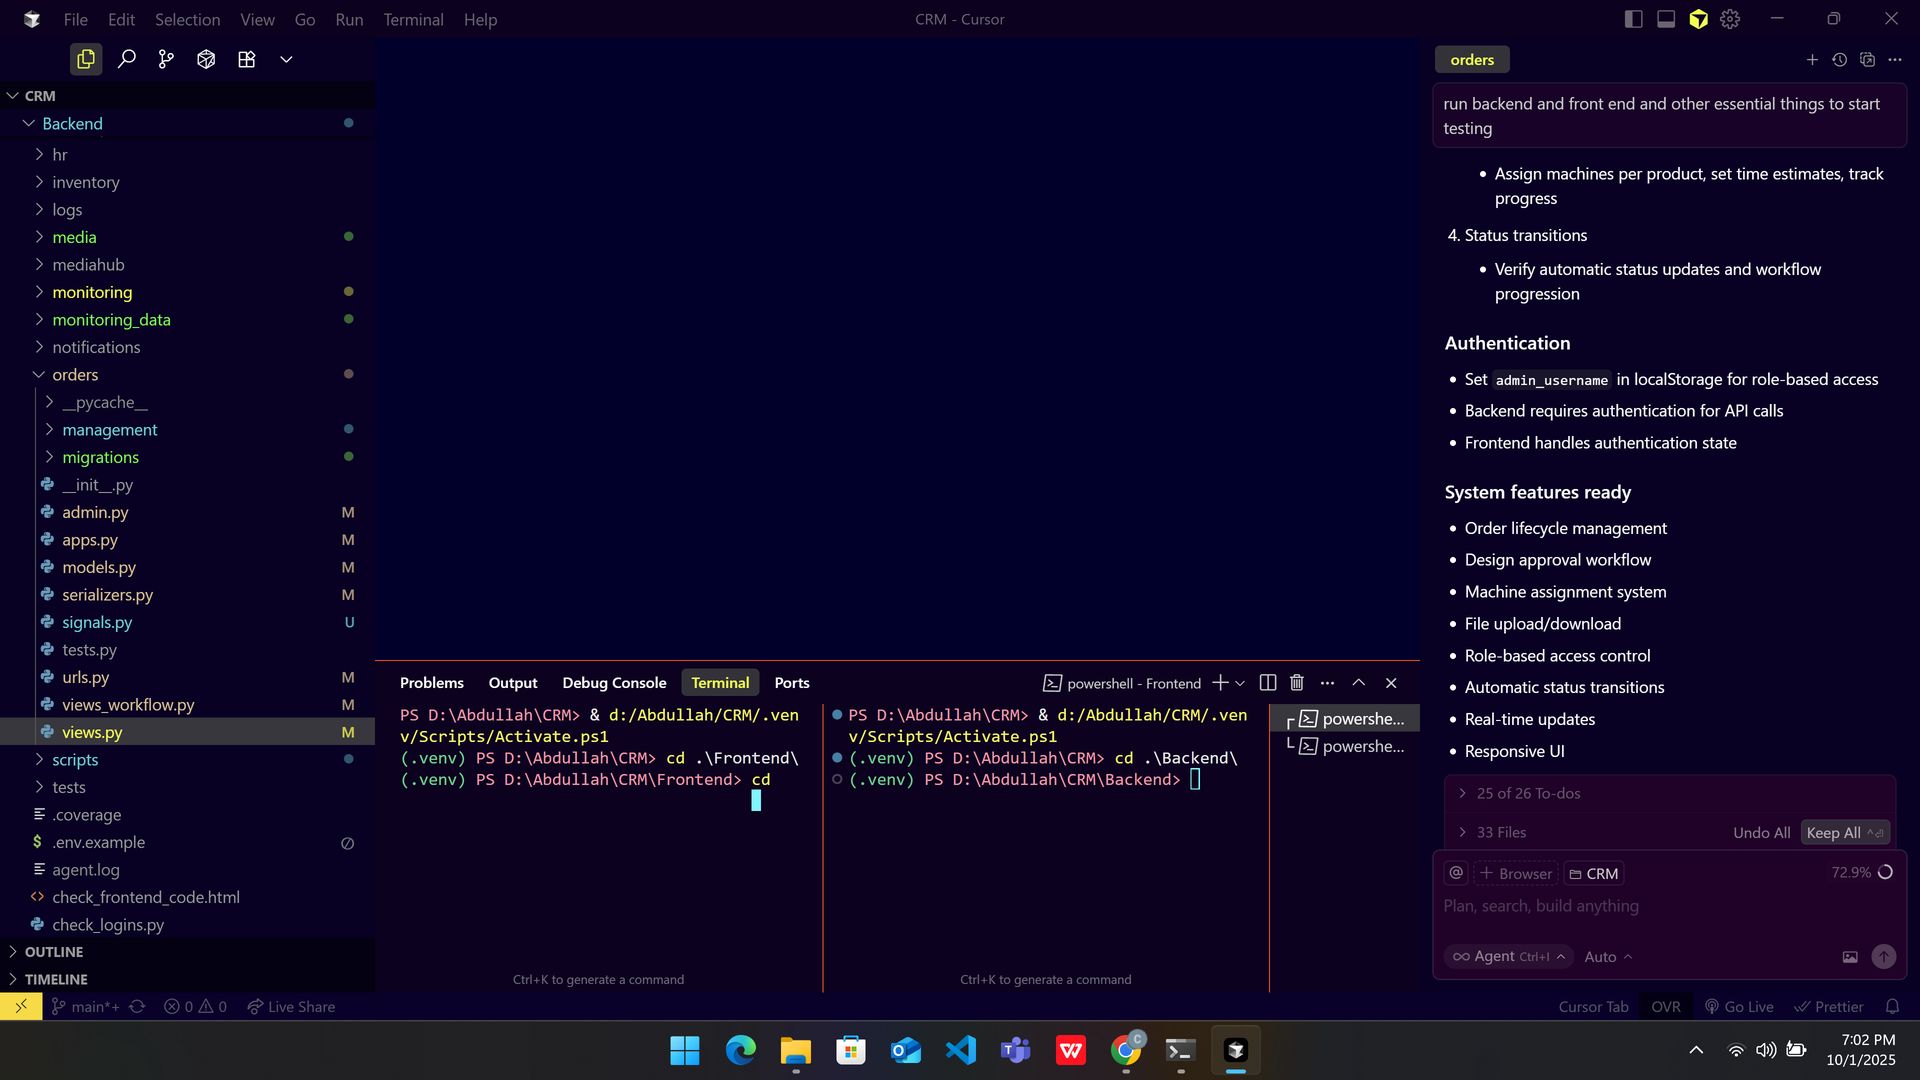 File Edit Selection View Go Run Terminal Help
CRM - Cursor
CRM
Backend
hr
inventory
logs
media
mediahub
monitoring
monitoring_data
notifications
orders
__pycache__
management
migrations
__init__.py
admin.py M
apps.py M
models.py M
serializers.py M
signals.py U
tests.py
urls.py M
views_workflow.py M
views.py M
scripts
tests
.coverage
$ .env.example
agent.log
check_frontend_code.html
check_logins.py
OUTLINE
TIMELINE
Problems Output Debug Console Terminal Ports
powershell - Frontend
PS D:\Abdullah\CRM> & d:/Abdullah/CRM/.ven
v/Scripts/Activate.ps1
(.venv) PS D:\Abdullah\CRM> cd .\Frontend\
(.venv) PS D:\Abdullah\CRM\Frontend> cd
Ctrl+K to generate a command
PS D:\Abdullah\CRM> & d:/Abdullah/CRM/.ven
v/Scripts/Activate.ps1
(.venv) PS D:\Abdullah\CRM> cd .\Backend\
(.venv) PS D:\Abdullah\CRM\Backend>
Ctrl+K to generate a command
powershe...
powershe...
orders
run backend and front end and other essential things to start
testing
• Assign machines per product, set time estimates, track
progress
4. Status transitions
• Verify automatic status updates and workflow
progression
Authentication
• Set admin_username in localStorage for role-based access
• Backend requires authentication for API calls
• Frontend handles authentication state
System features ready
• Order lifecycle management
• Design approval workflow
• Machine assignment system
• File upload/download
• Role-based access control
• Automatic status transitions
• Real-time updates
• Responsive UI
25 of 26 To-dos
33 Files Undo All Keep All
@ + Browser CRM 72.9%
Plan, search, build anything
Agent Ctrl+I Auto
main*+ 0 0 Live Share
Cursor Tab OVR Go Live Prettier
C
7:02 PM
10/1/2025